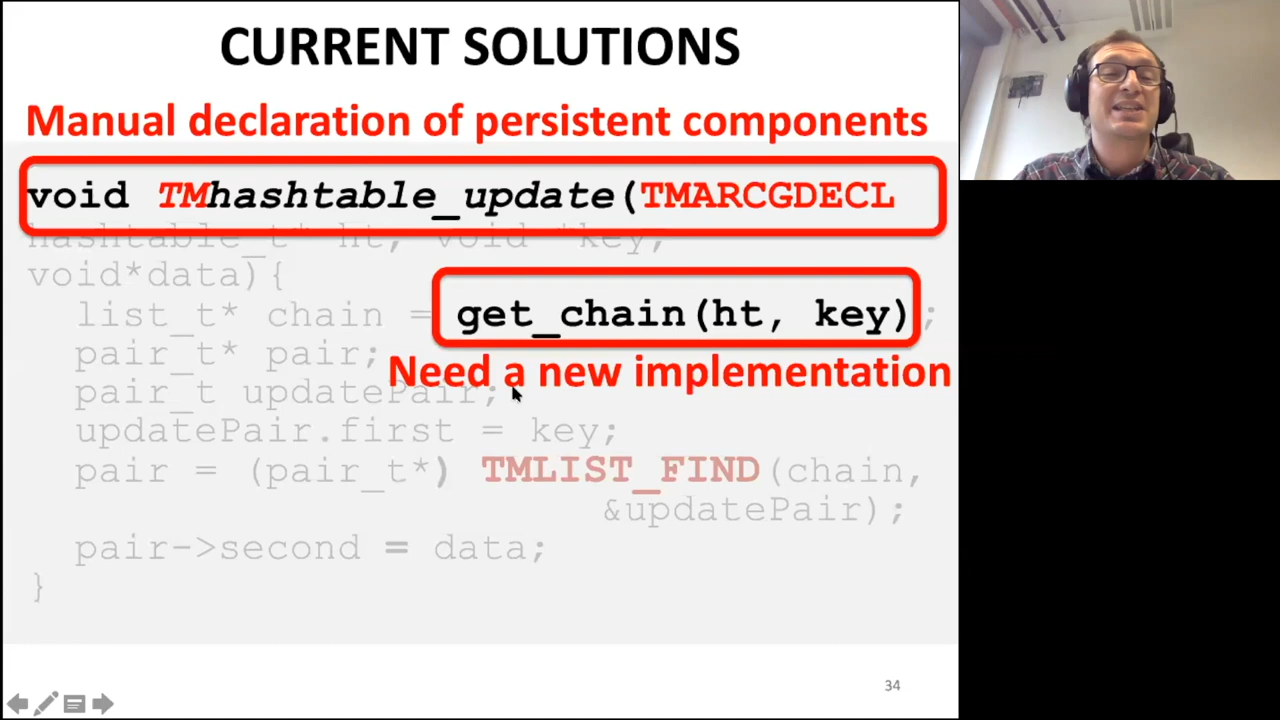 CURRENT SOLUTIONS
Manual declaration of persistent components
void TMhashtable_update(TMARCGDECL
hashtable_t* ht, void *key,
void*data){
list_t* chain = get_chain(ht, key);
Need a new implementation
pair_t* pair;
pair_t updatePair;
updatePair.first = key;
pair = (pair_t*) TMLIST_FIND(chain,
&updatePair);
pair->second = data;
}
34